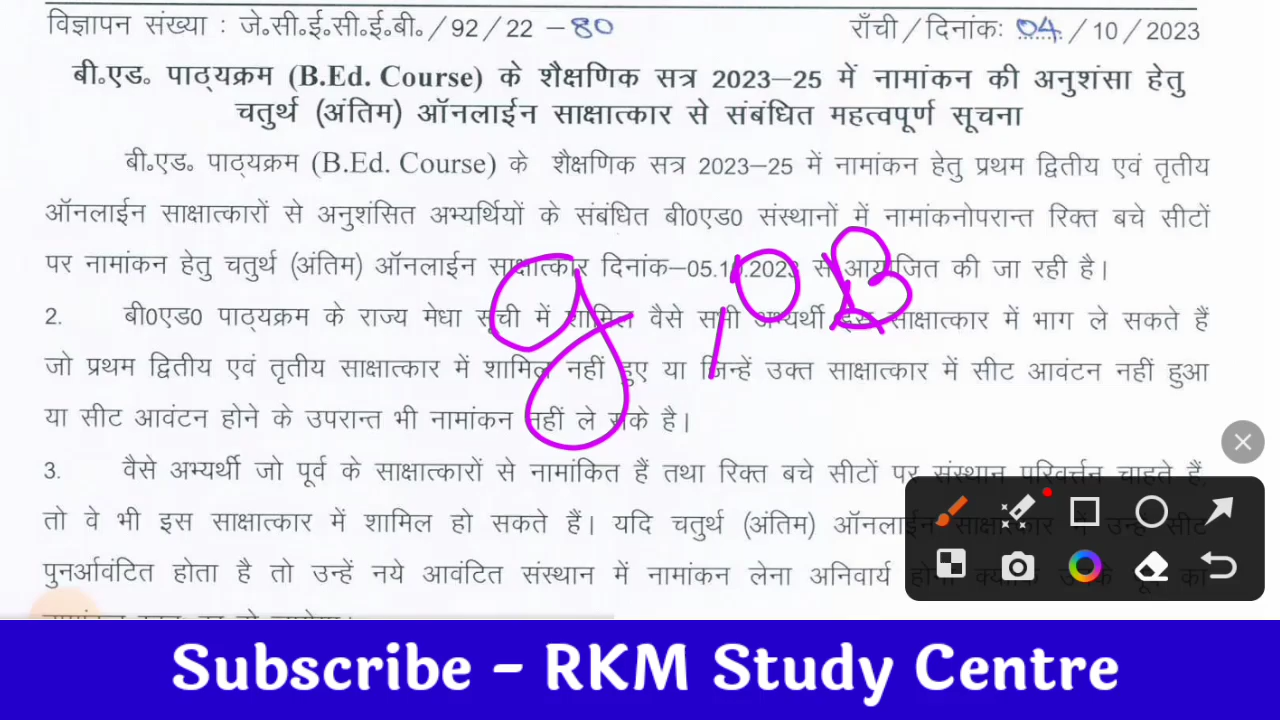 विज्ञापन संख्या : जे॰सी॰ई॰सी॰ई॰बी॰ / 92 / 22 – 80 राँची / दिनांकः 04 / 10 / 2023
बी॰एड॰ पाठ्यक्रम (B.Ed. Course) के शैक्षणिक सत्र 2023–25 में नामांकन की अनुशंसा हेतु
चतुर्थ (अंतिम) ऑनलाईन साक्षात्कार से संबंधित महत्वपूर्ण सूचना
बी॰एड॰ पाठ्यक्रम (B.Ed. Course) के शैक्षणिक सत्र 2023–25 में नामांकन हेतु प्रथम द्वितीय एवं तृतीय
ऑनलाईन साक्षात्कारों से अनुशंसित अभ्यर्थियों के संबंधित बी0एड0 संस्थानों में नामांकनोपरान्त रिक्त बचे सीटों
पर नामांकन हेतु चतुर्थ (अंतिम) ऑनलाईन साक्षात्कार दिनांक–05.10.2023 से आयोजित की जा रही है।
2. बी0एड0 पाठ्यक्रम के राज्य मेधा सूची में शामिल वैसे सभी अभ्यर्थी इस साक्षात्कार में भाग ले सकते हैं
जो प्रथम द्वितीय एवं तृतीय साक्षात्कार में शामिल नहीं हुए या जिन्हें उक्त साक्षात्कार में सीट आवंटन नहीं हुआ
या सीट आवंटन होने के उपरान्त भी नामांकन नहीं ले सके है।
3. वैसे अभ्यर्थी जो पूर्व के साक्षात्कारों से नामांकित हैं तथा रिक्त बचे सीटों पर संस्थान परिवर्त्तन चाहते हैं,
तो वे भी इस साक्षात्कार में शामिल हो सकते हैं। यदि चतुर्थ (अंतिम) ऑनलाईन साक्षात्कार में उन्हें सीट
पुनर्आवंटित होता है तो उन्हें नये आवंटित संस्थान में नामांकन लेना अनिवार्य होगा क्योंकि उनके पूर्व का
Subscribe - RKM Study Centre